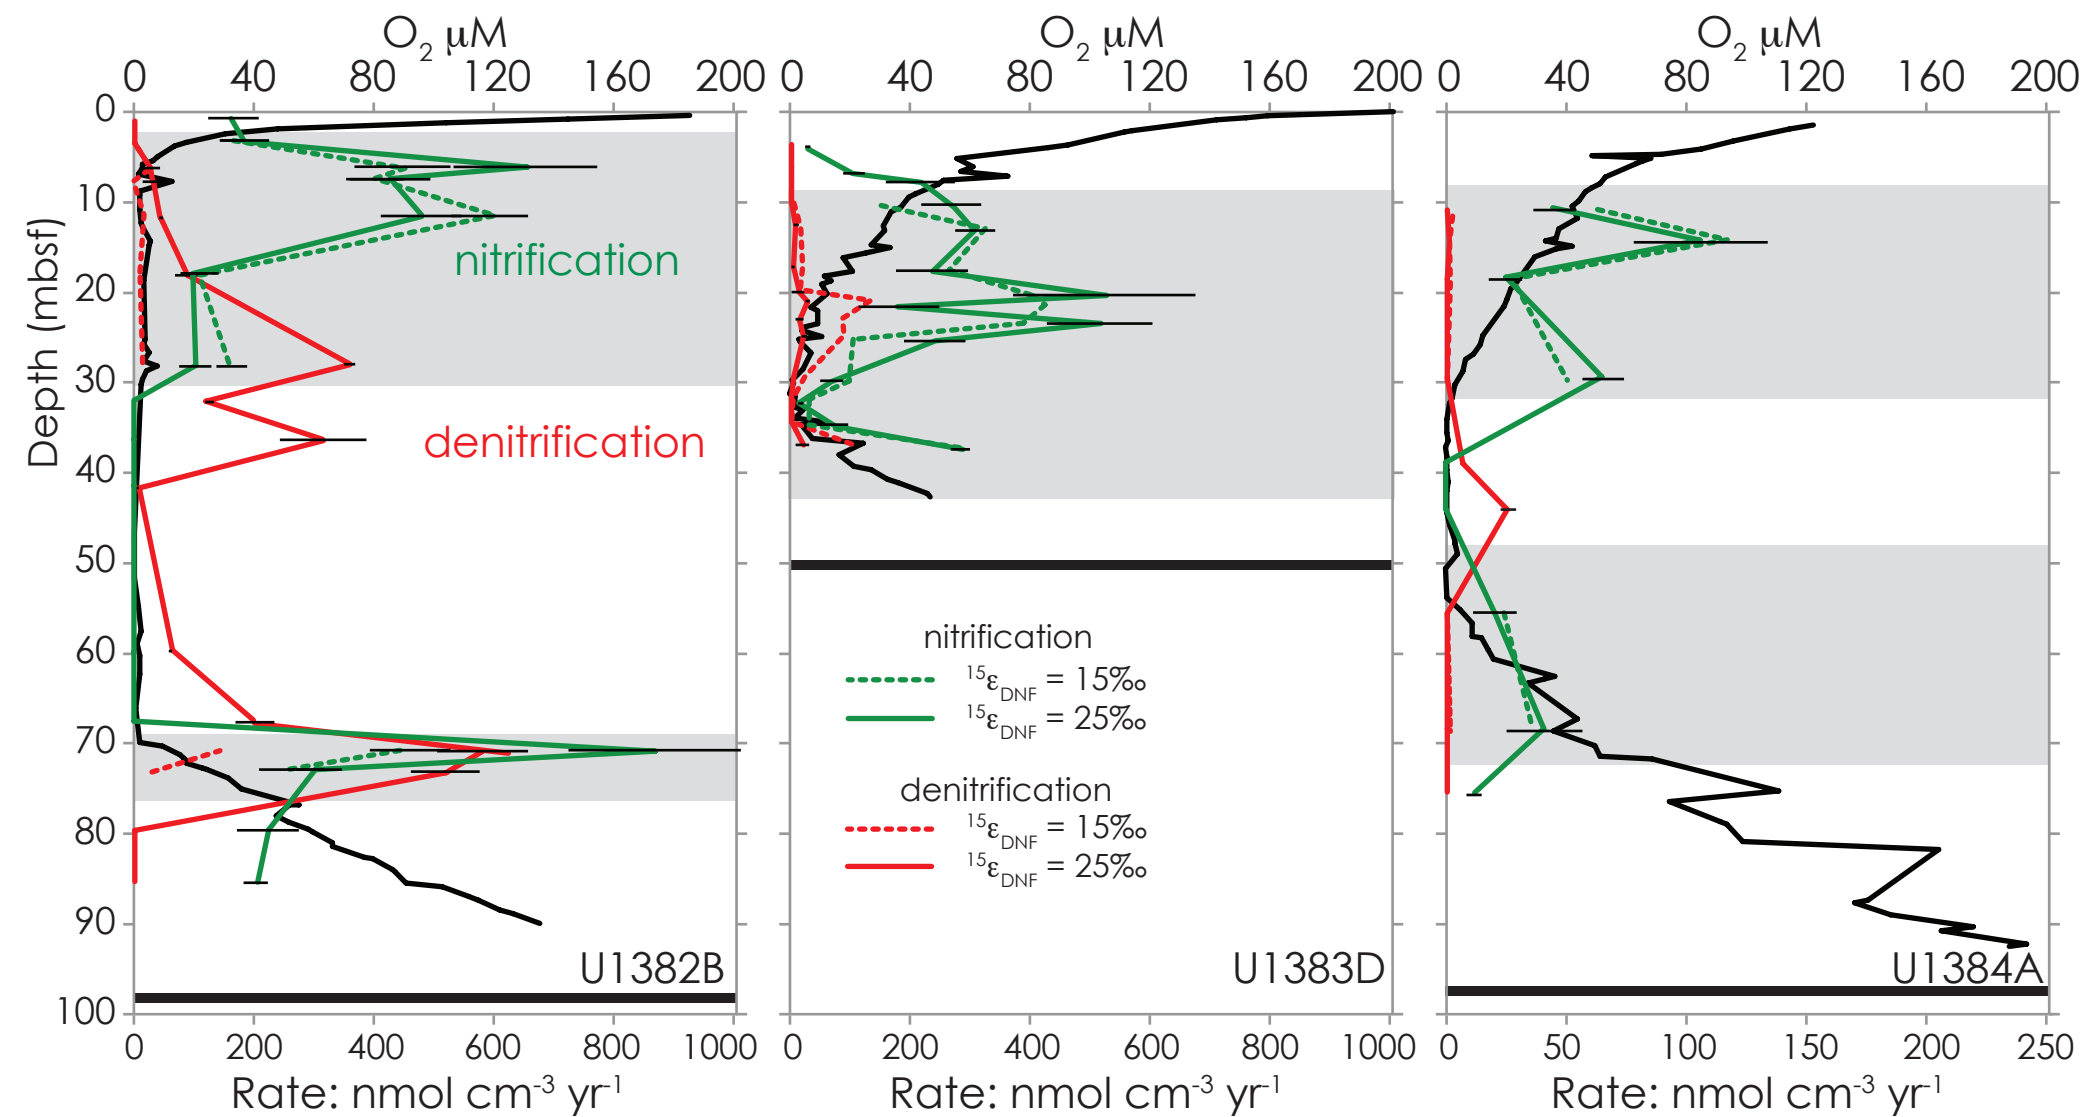 O₂ μM O₂ μM O₂ μM
0 40 80 120 160 200 0 40 80 120 160 200 0 40 80 120 160 200
0
10
nitrification
20
30
denitrification
40
50
60
70
80
90
100
Depth (mbsf)
nitrification
¹⁵ε_DNF = 15‰
¹⁵ε_DNF = 25‰
denitrification
¹⁵ε_DNF = 15‰
¹⁵ε_DNF = 25‰
U1382B U1383D U1384A
0 200 400 600 800 1000 0 200 400 600 800 1000 0 50 100 150 200 250
Rate: nmol cm⁻³ yr⁻¹ Rate: nmol cm⁻³ yr⁻¹ Rate: nmol cm⁻³ yr⁻¹